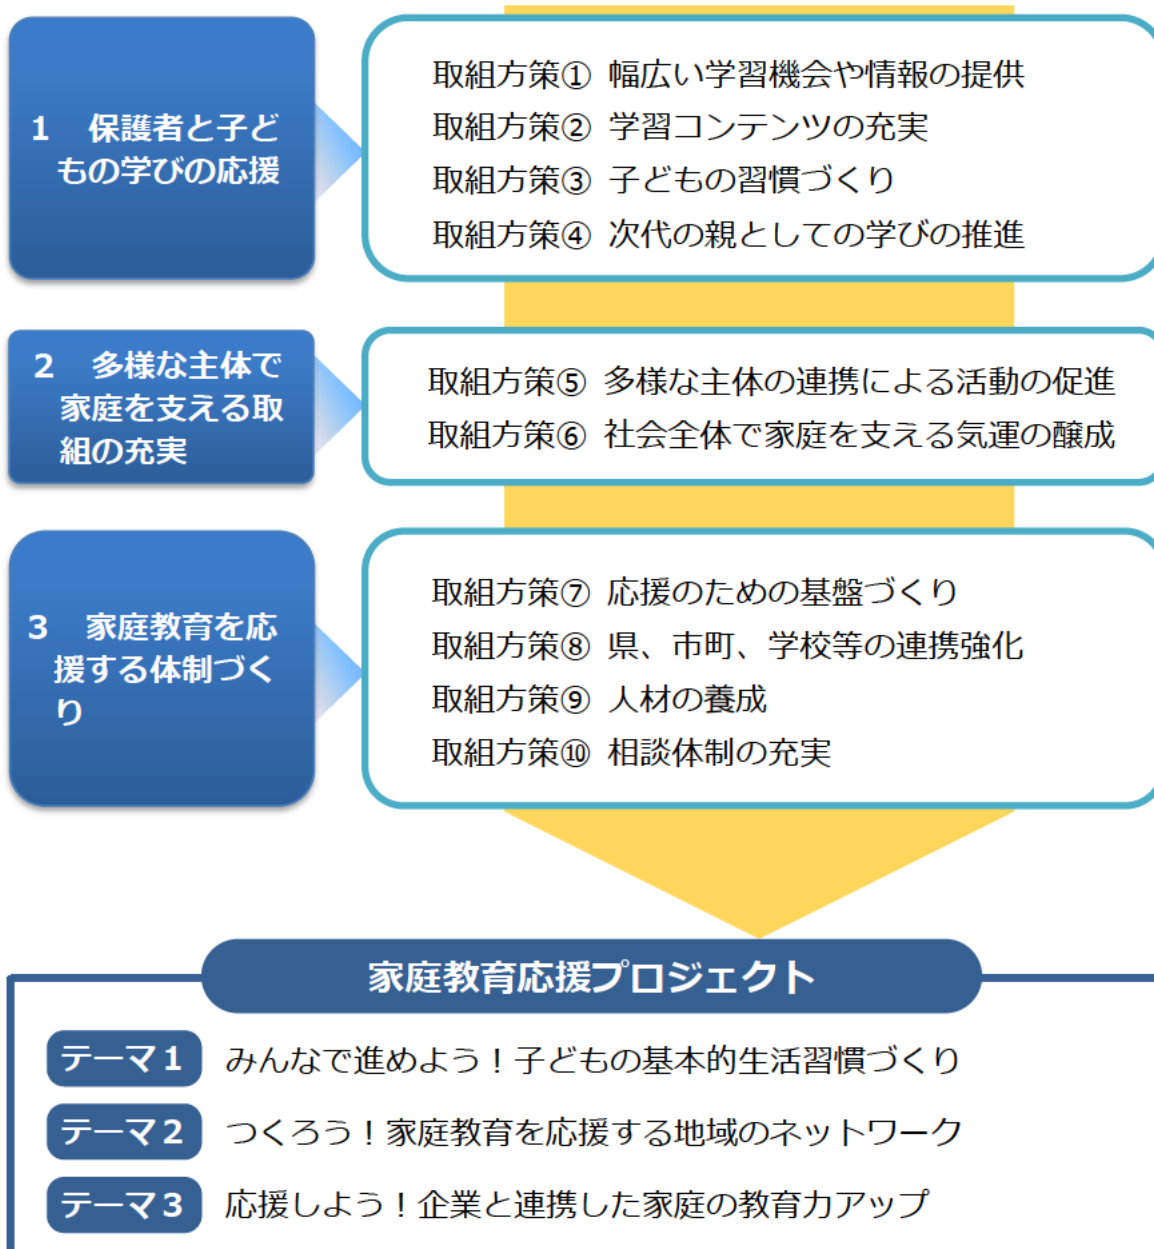 1　保護者と子ど
もの学びの応援
取組方策① 幅広い学習機会や情報の提供
取組方策② 学習コンテンツの充実
取組方策③ 子どもの習慣づくり
取組方策④ 次代の親としての学びの推進
2　多様な主体で
家庭を支える取
組の充実
取組方策⑤ 多様な主体の連携による活動の促進
取組方策⑥ 社会全体で家庭を支える気運の醸成
3　家庭教育を応
援する体制づく
り
取組方策⑦ 応援のための基盤づくり
取組方策⑧ 県、市町、学校等の連携強化
取組方策⑨ 人材の養成
取組方策⑩ 相談体制の充実
家庭教育応援プロジェクト
テーマ１ みんなで進めよう！子どもの基本的生活習慣づくり
テーマ２ つくろう！家庭教育を応援する地域のネットワーク
テーマ３ 応援しよう！企業と連携した家庭の教育力アップ